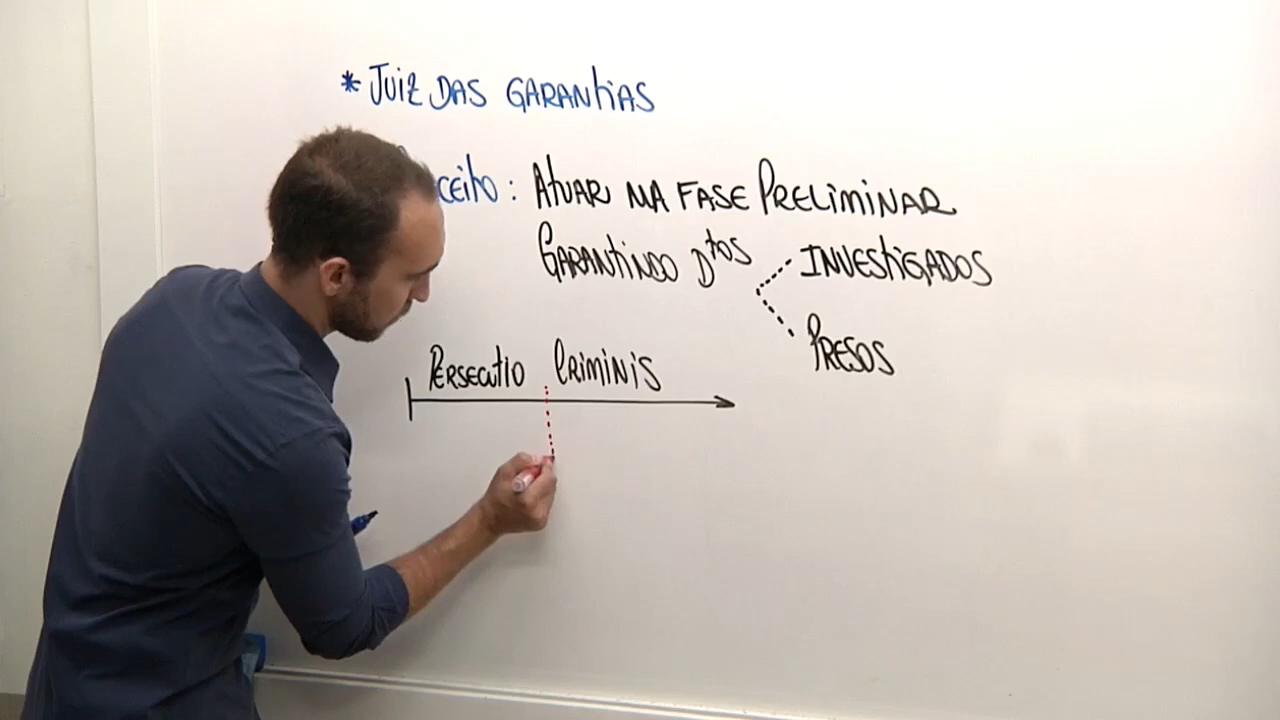 * JUIZ DAS GARANTIAS
CEITO : ATUAR NA FASE PRELIMINAR
GARANTINDO Dtos
INVESTIGADOS
PRESOS
PERSECUTIO CRIMINIS